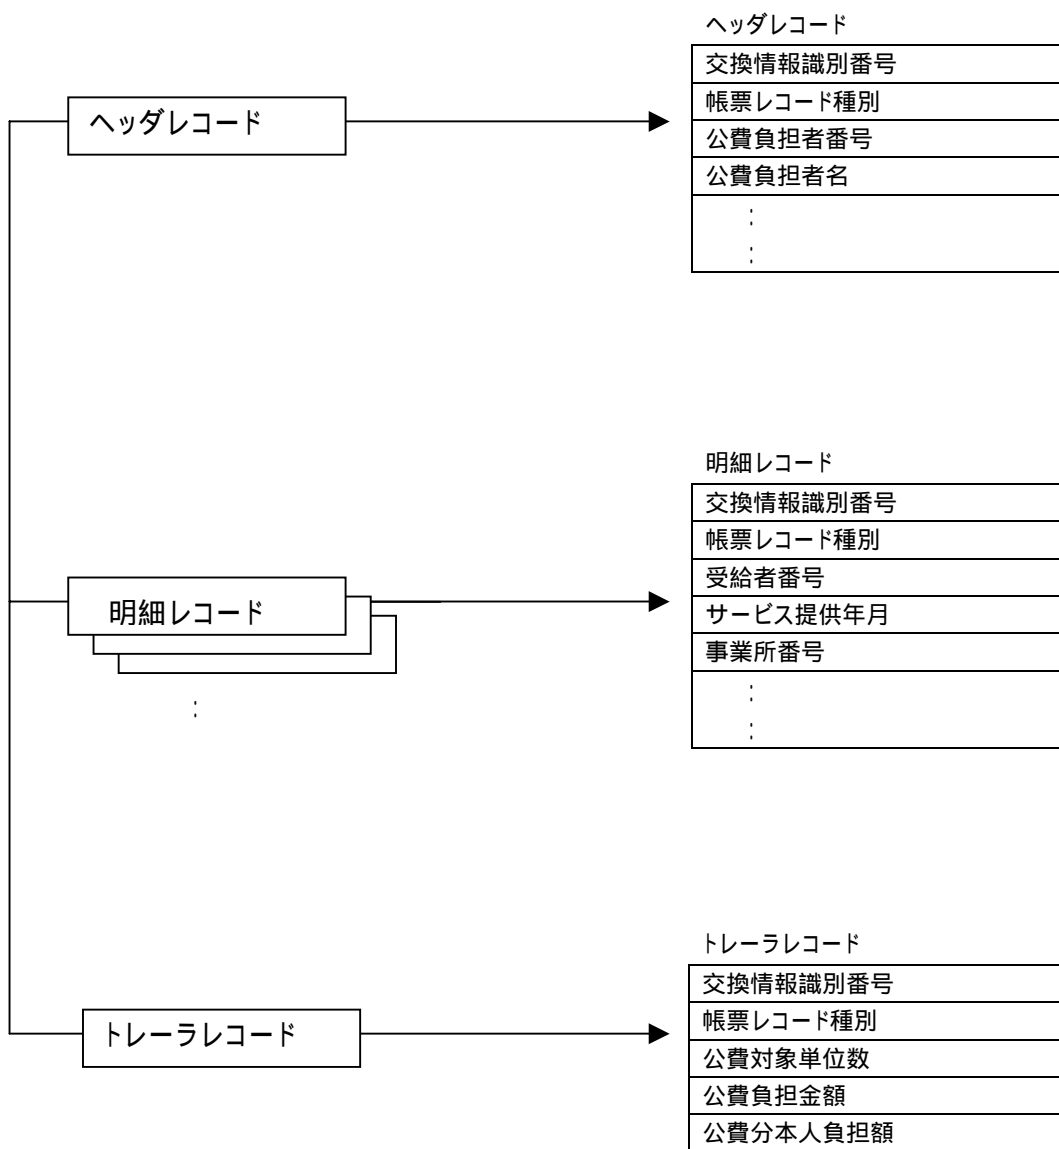 ヘッダレコード
ヘッダレコード
交換情報識別番号
帳票レコード種別
公費負担者番号
公費負担者名
:
:
明細レコード
明細レコード
:
交換情報識別番号
帳票レコード種別
受給者番号
サービス提供年月
事業所番号
:
:
トレーラレコード
トレーラレコード
交換情報識別番号
帳票レコード種別
公費対象単位数
公費負担金額
公費分本人負担額